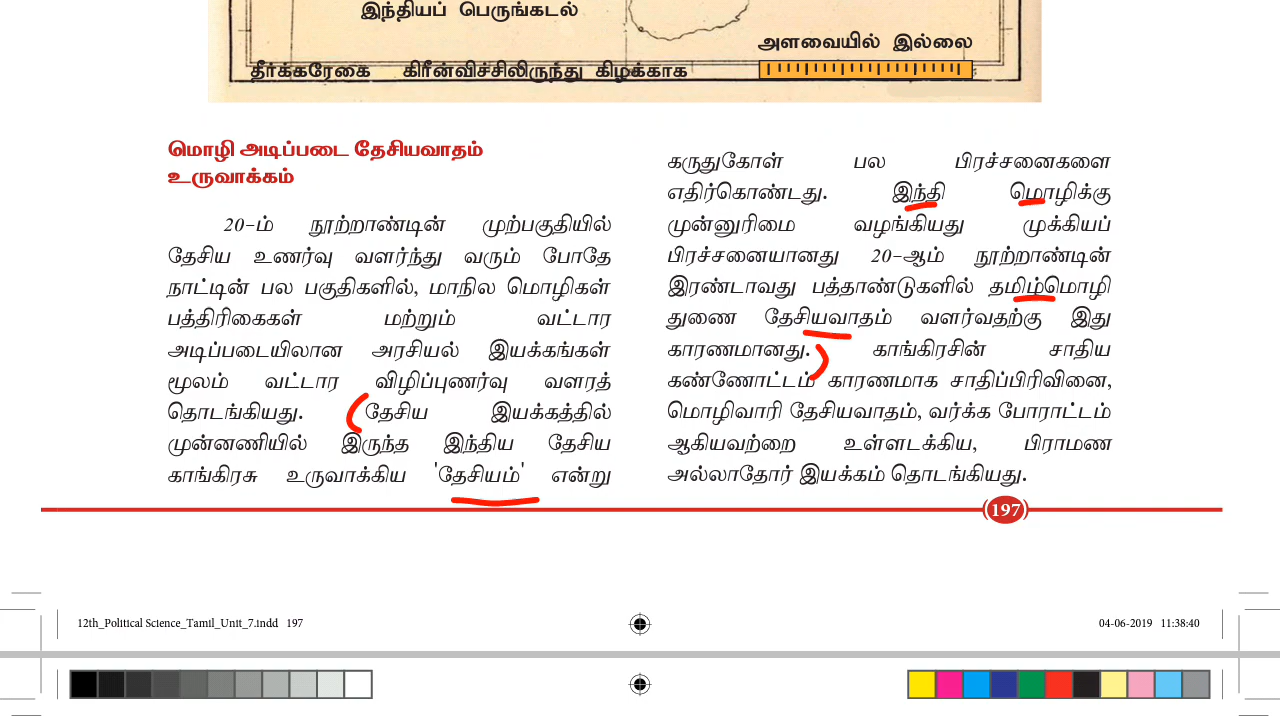 இந்தியப் பெருங்கடல்
அளவையில் இல்லை
தீர்க்கரேகை கிரீன்விச்சிலிருந்து கிழக்காக
மொழி அடிப்படை தேசியவாதம்
உருவாக்கம்
20-ம் நூற்றாண்டின் முற்பகுதியில்
தேசிய உணர்வு வளர்ந்து வரும் போதே
நாட்டின் பல பகுதிகளில், மாநில மொழிகள்
பத்திரிகைகள் மற்றும் வட்டார
அடிப்படையிலான அரசியல் இயக்கங்கள்
மூலம் வட்டார விழிப்புணர்வு வளரத்
தொடங்கியது. தேசிய இயக்கத்தில்
முன்னணியில் இருந்த இந்திய தேசிய
காங்கிரசு உருவாக்கிய 'தேசியம்' என்று
கருதுகோள் பல பிரச்சனைகளை
எதிர்கொண்டது. இந்தி மொழிக்கு
முன்னுரிமை வழங்கியது முக்கியப்
பிரச்சனையானது 20-ஆம் நூற்றாண்டின்
இரண்டாவது பத்தாண்டுகளில் தமிழ்மொழி
துணை தேசியவாதம் வளர்வதற்கு இது
காரணமானது. காங்கிரசின் சாதிய
கண்ணோட்டம் காரணமாக சாதிப்பிரிவினை,
மொழிவாரி தேசியவாதம், வர்க்க போராட்டம்
ஆகியவற்றை உள்ளடக்கிய, பிராமண
அல்லாதோர் இயக்கம் தொடங்கியது.
197
12th_Political Science_Tamil_Unit_7.indd 197
04-06-2019 11:38:40